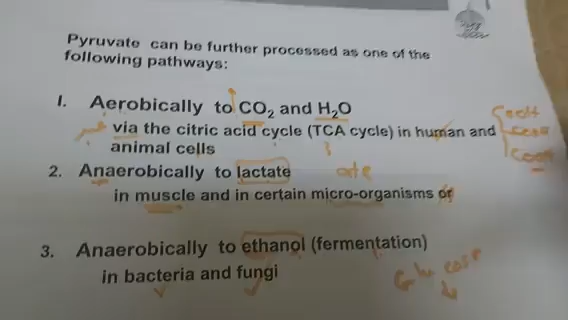 Pyruvate can be further processed as one of the
following pathways:
1. Aerobically to CO₂ and H₂O
via the citric acid cycle (TCA cycle) in human and
animal cells
2. Anaerobically to lactate
in muscle and in certain micro-organisms or
3. Anaerobically to ethanol (fermentation)
in bacteria and fungi